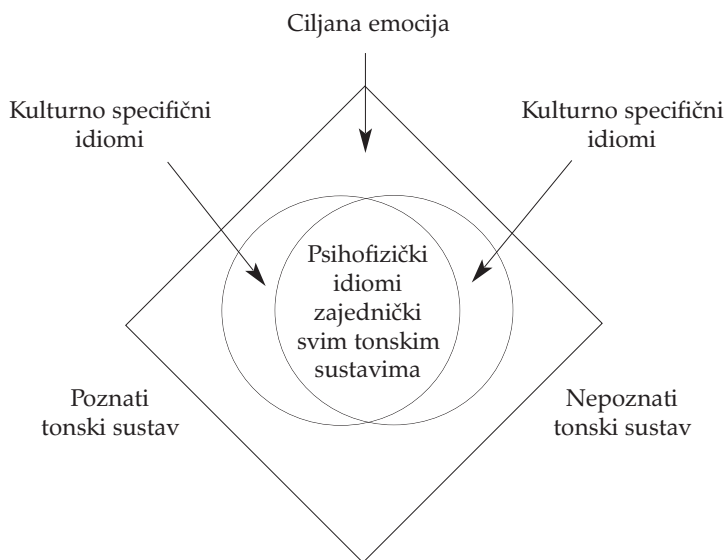 Ciljana emocija
Kulturno specifični
idiomi
Kulturno specifični
idiomi
Psihofizički
idiomi
zajednički
svim tonskim
sustavima
Poznati
tonski sustav
Nepoznati
tonski sustav